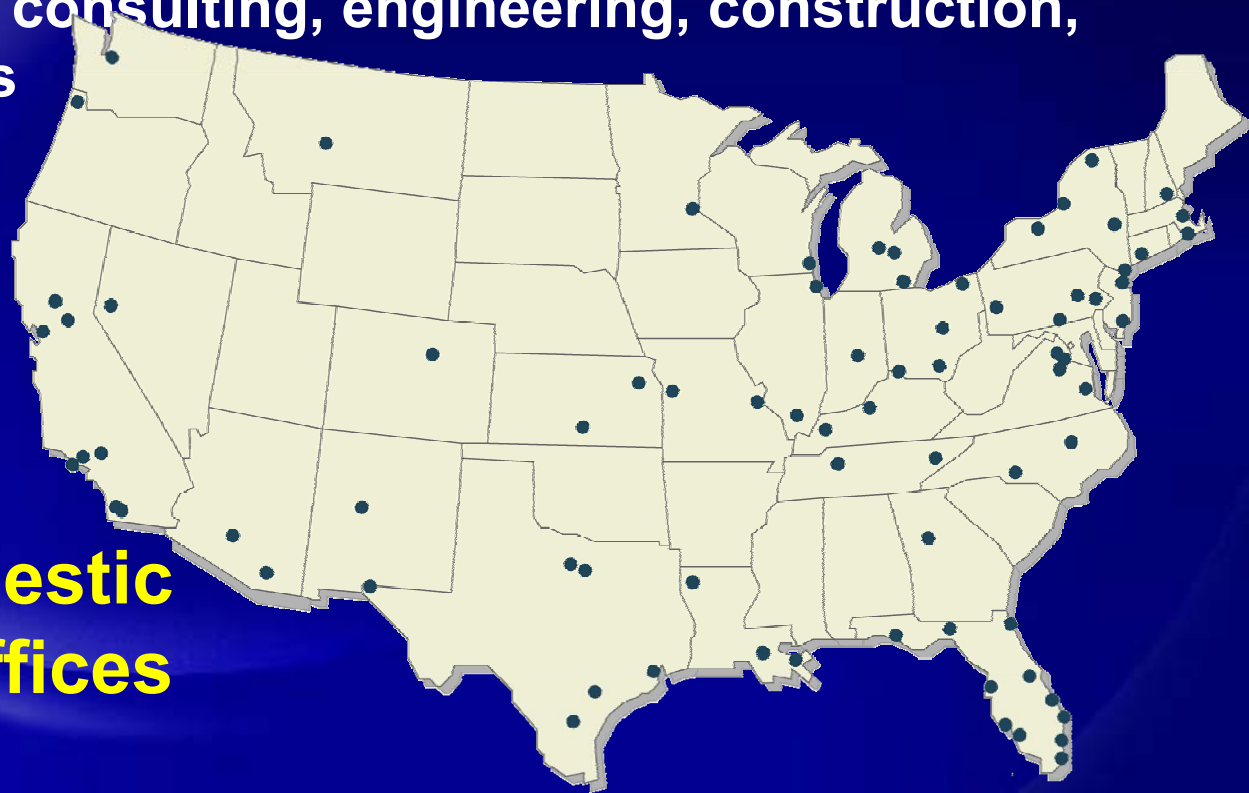 consulting, engineering, construction,
s
estic
ffices